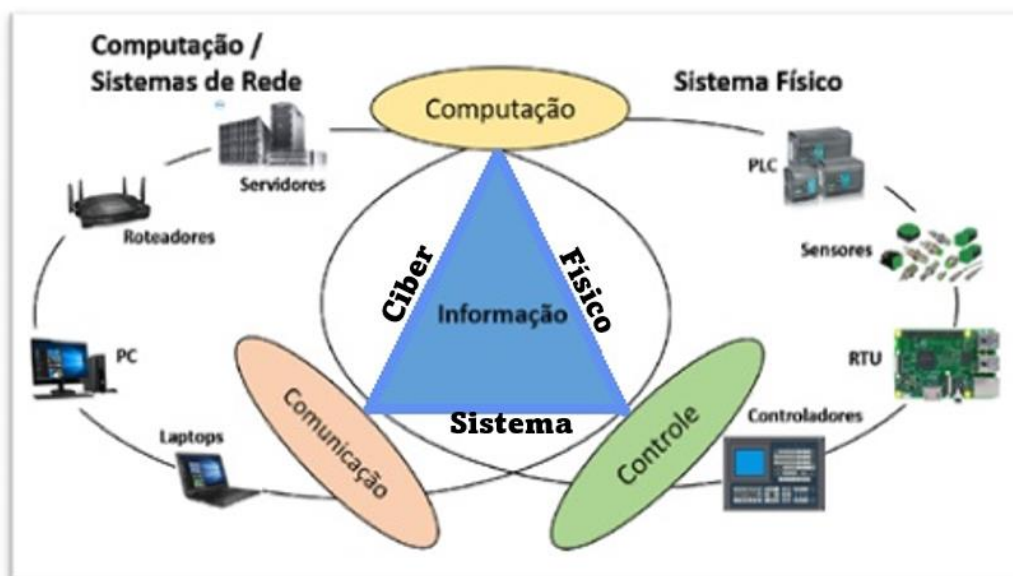 Computação /
Sistemas de Rede
Computação
Sistema Físico
Servidores
PLC
Roteadores
Sensores
Ciber
Físico
Informação
PC
RTU
Comunicação
Sistema
Controle
Controladores
Laptops